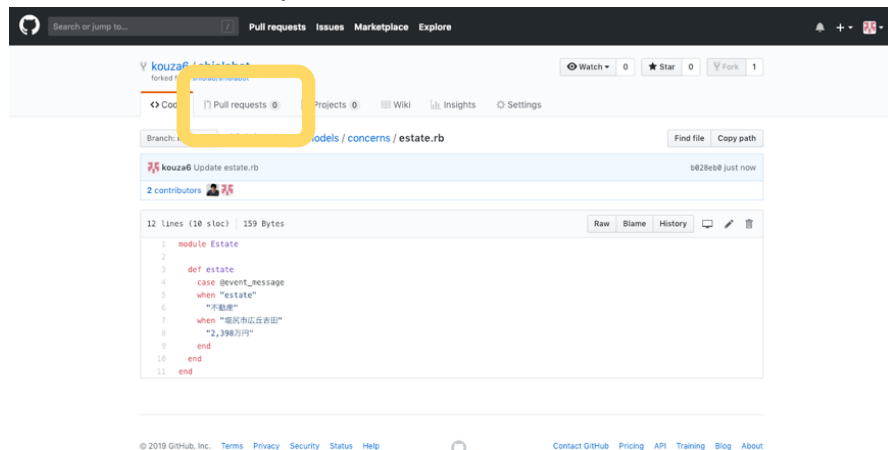 Search or jump to...
/
Pull requests Issues Marketplace Explore
kouza6 /
forked
Watch 0 Star 0 Fork 1
Code Pull requests 0 Projects 0 Wiki Insights Settings
Branch: models / concerns / estate.rb Find file Copy path
kouza6 Update estate.rb b028eb0 just now
2 contributors
12 lines (10 sloc) 159 Bytes Raw Blame History
1 module Estate
2
3 def estate
4 case @event_message
5 when "estate"
6 "不動産"
7 when "塩尻市広丘吉田"
8 "2,398万円"
9 end
10 end
11 end
© 2019 GitHub, Inc. Terms Privacy Security Status Help Contact GitHub Pricing API Training Blog About